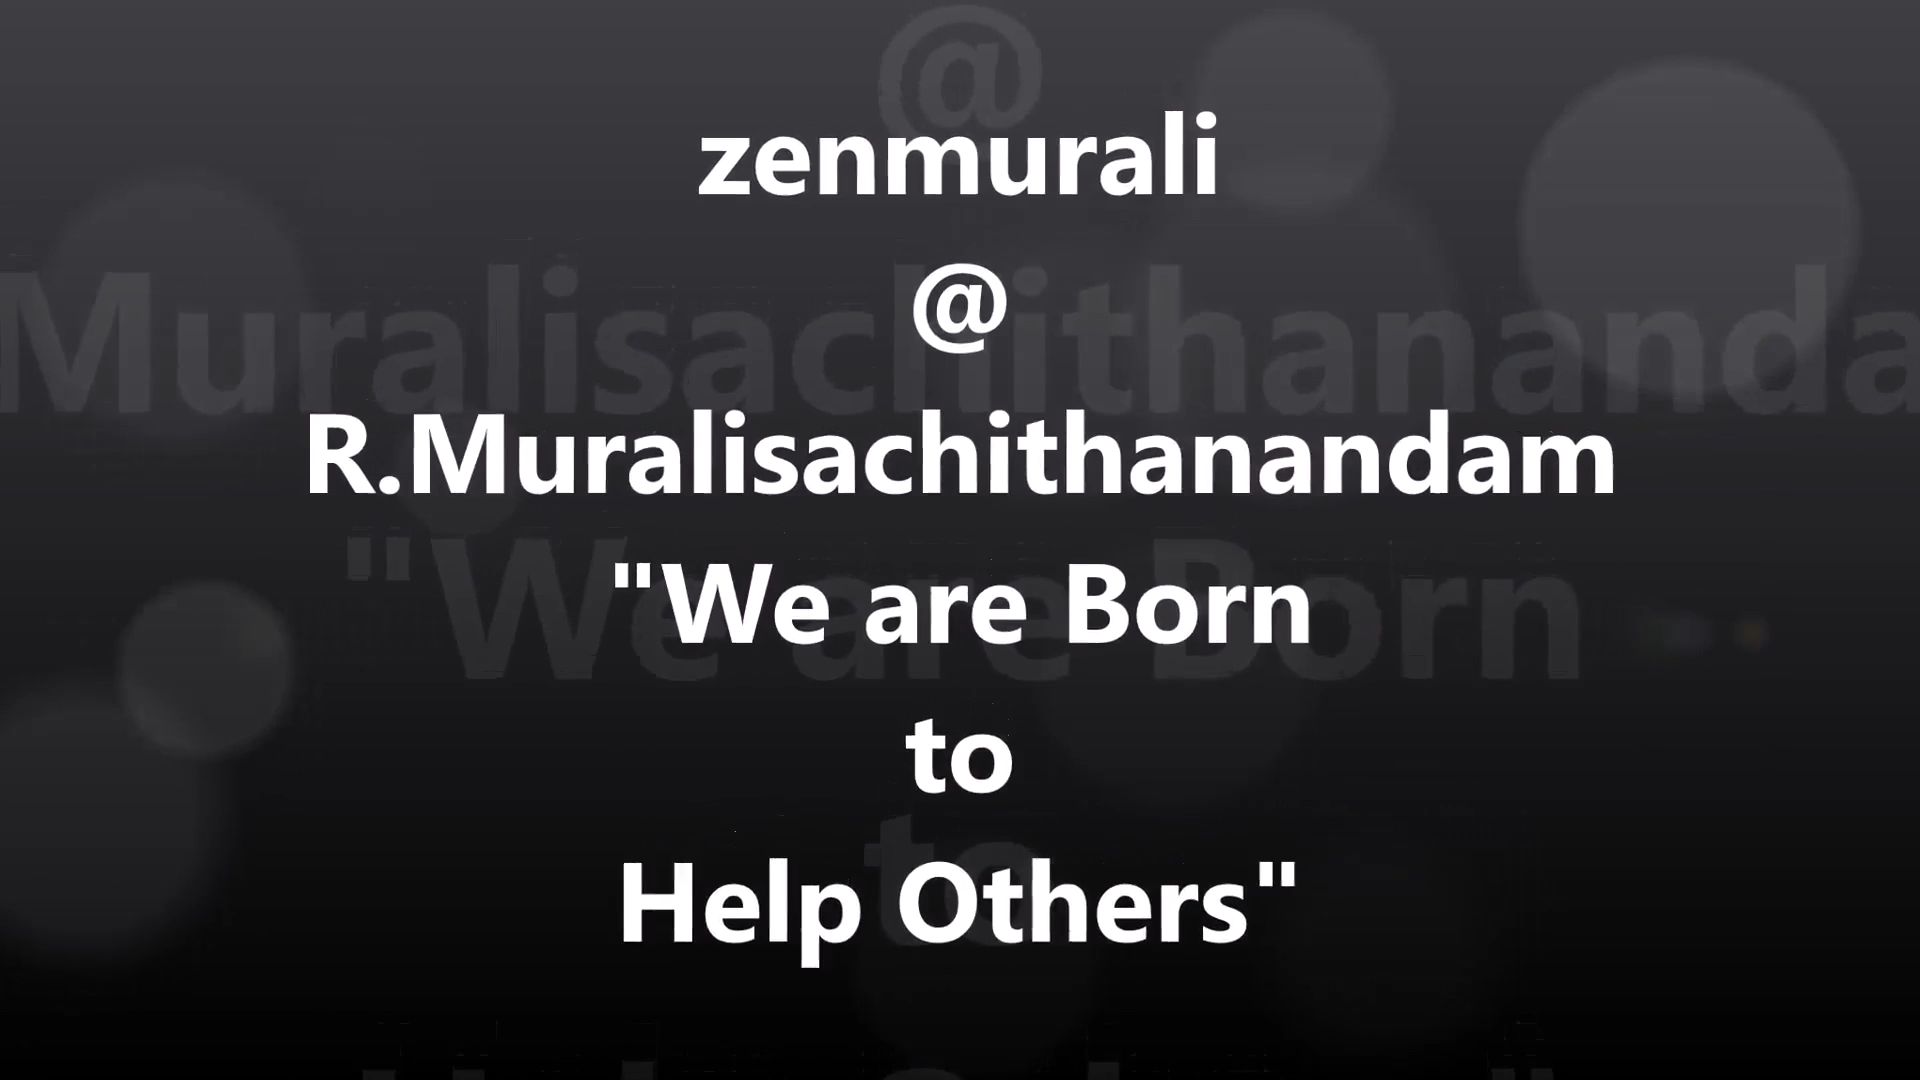 zenmurali
@
R.Muralisachithanandam
"We are Born
to
Help Others"